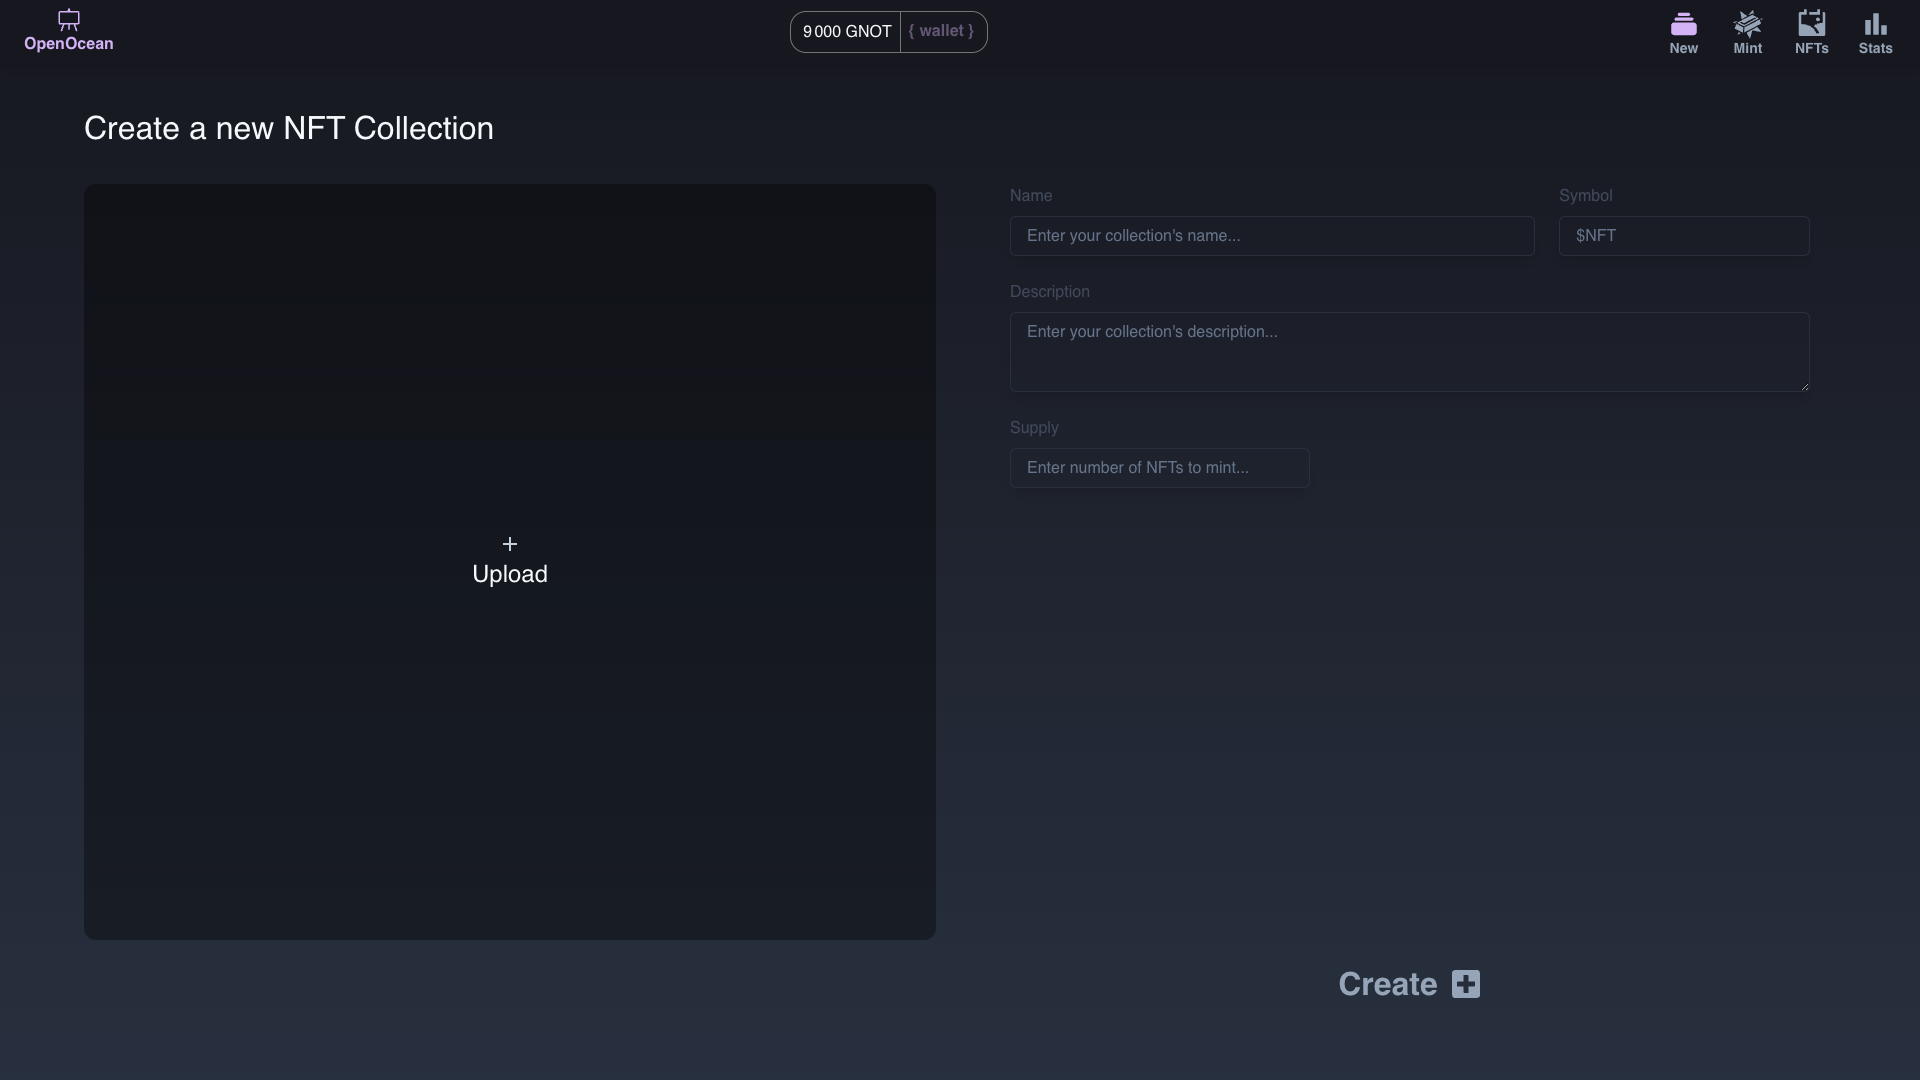 OpenOcean
9 000 GNOT
{ wallet }
New
Mint
NFTs
Stats
Create a new NFT Collection
+
Upload
Name
Enter your collection's name...
Symbol
$NFT
Description
Enter your collection's description...
Supply
Enter number of NFTs to mint...
Create